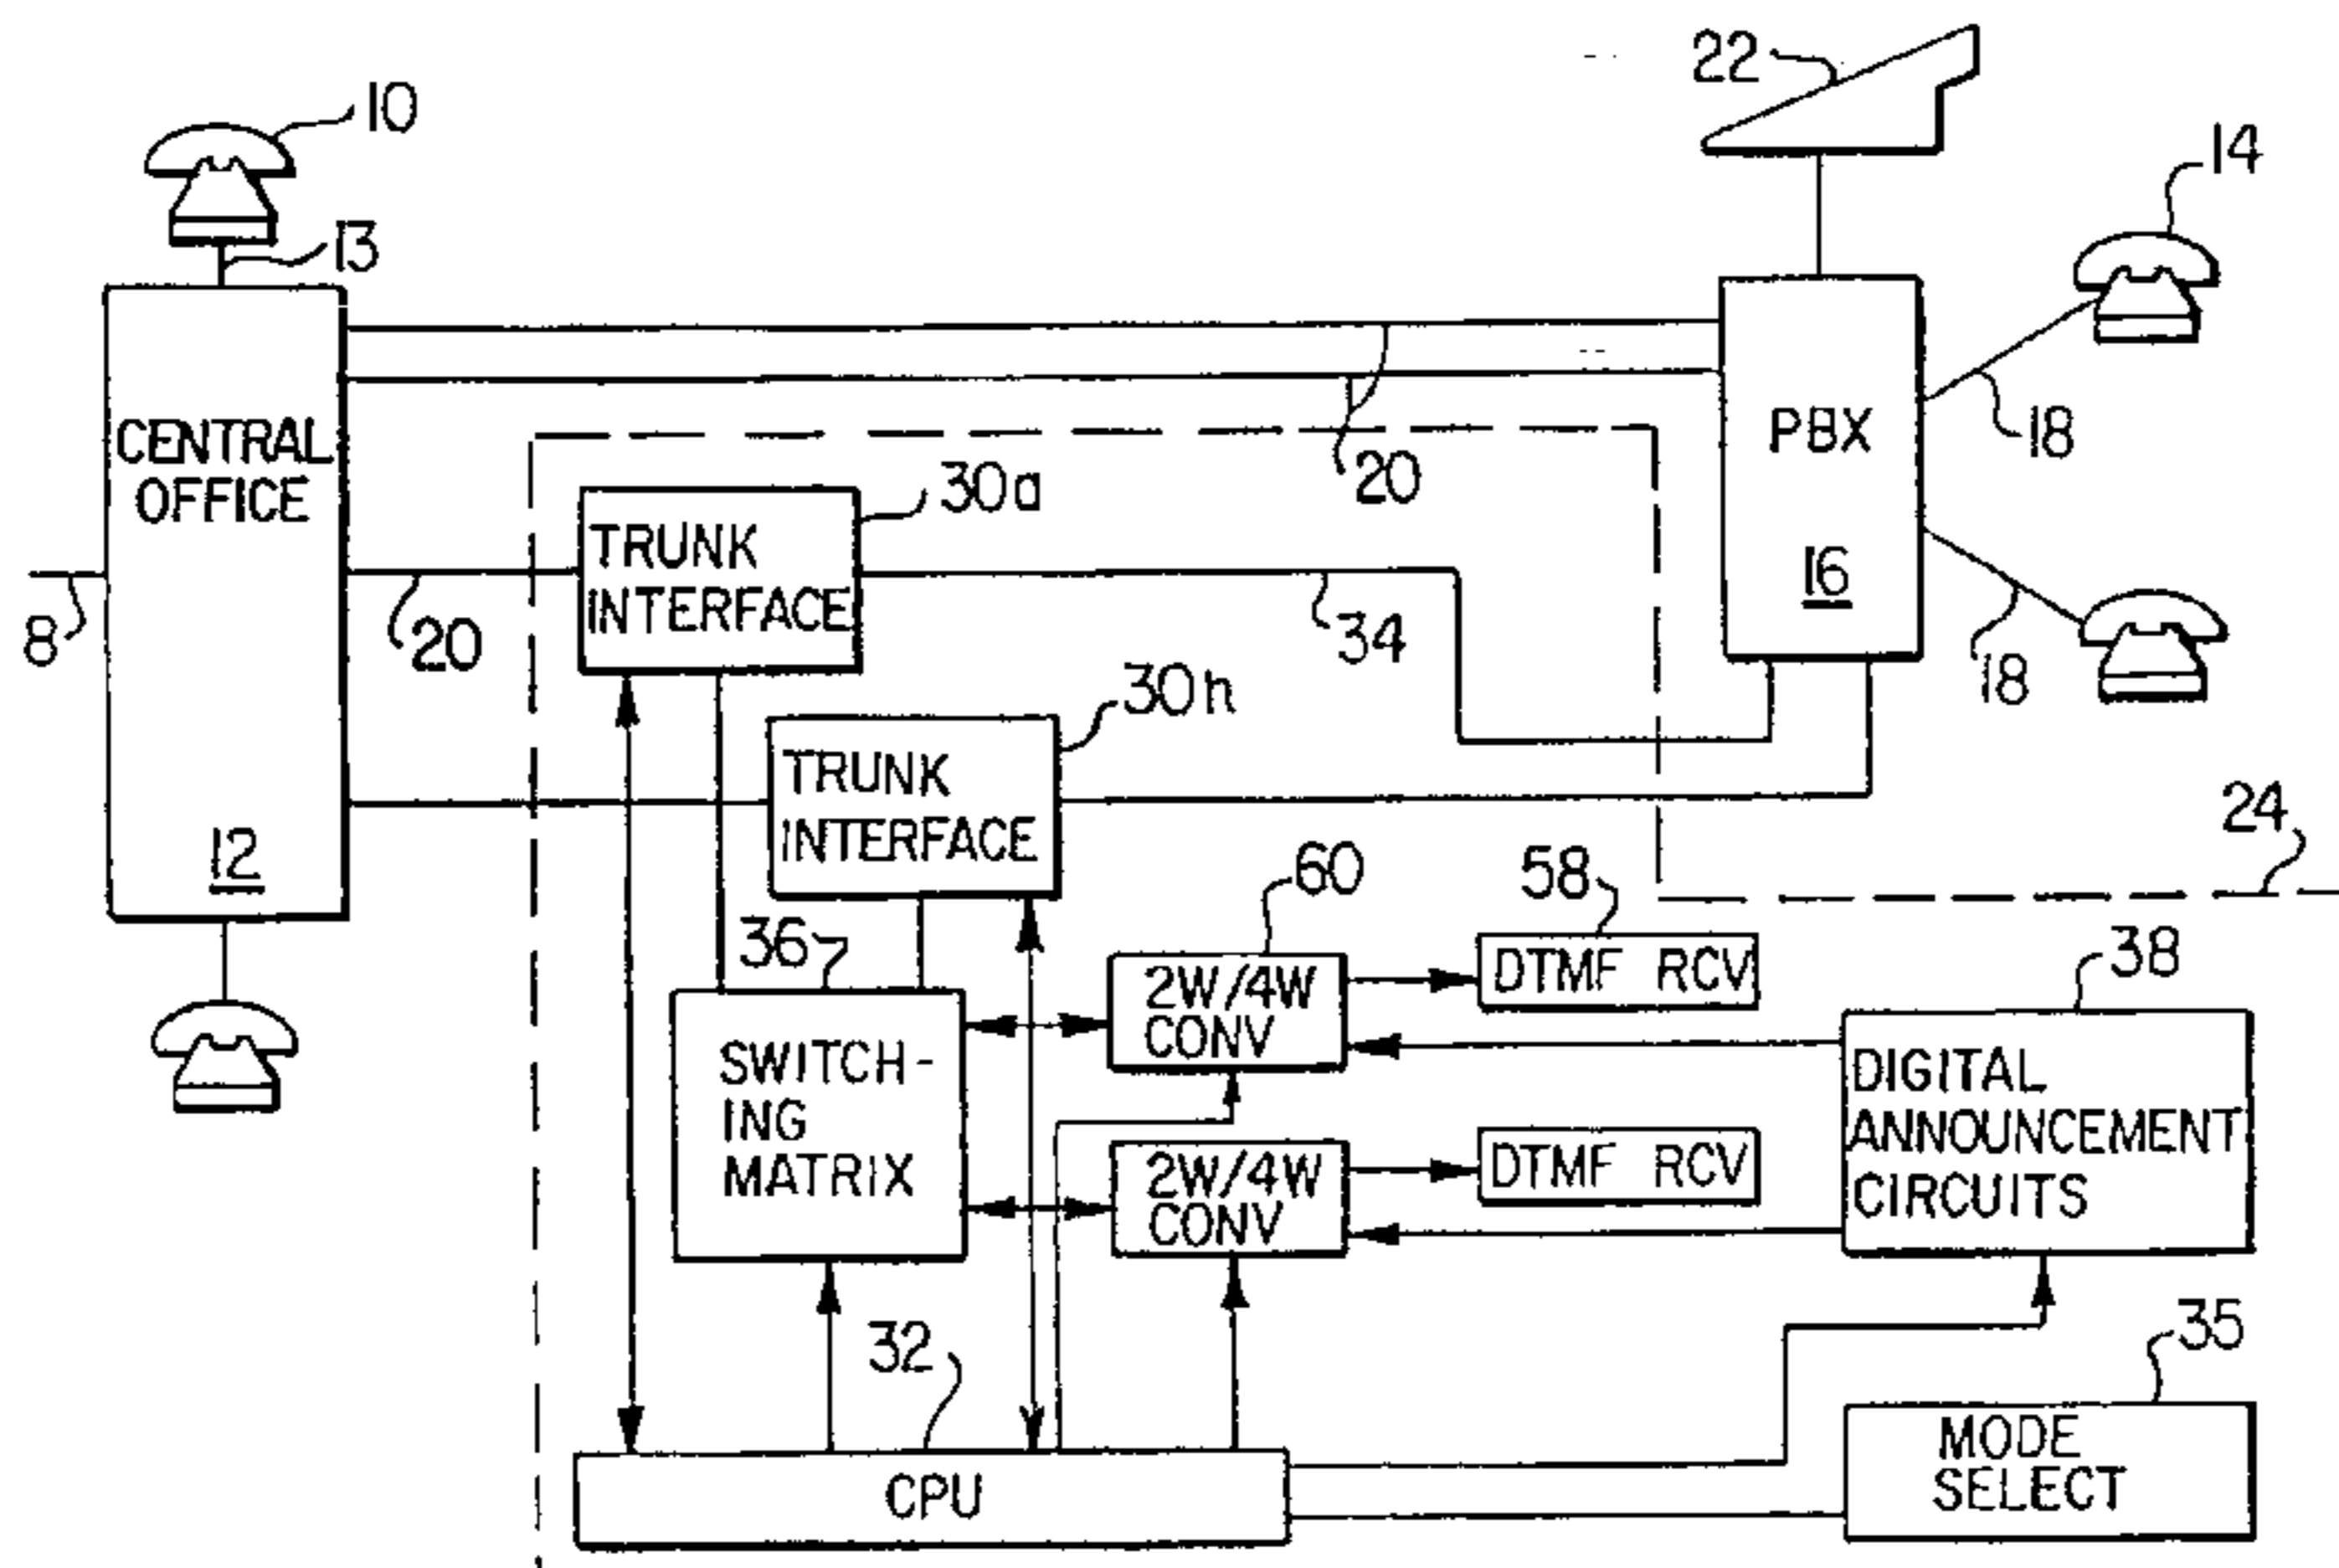 22
10
14
13
CENTRAL
OFFICE
12
8
20
20
PBX
16
18
18
30a
TRUNK
INTERFACE
34
30n
TRUNK
INTERFACE
24
36
60
58
38
SWITCH-
ING
MATRIX
2W/4W
CONV
DTMF RCV
2W/4W
CONV
DTMF RCV
DIGITAL
ANNOUNCEMENT
CIRCUITS
32
35
CPU
MODE
SELECT